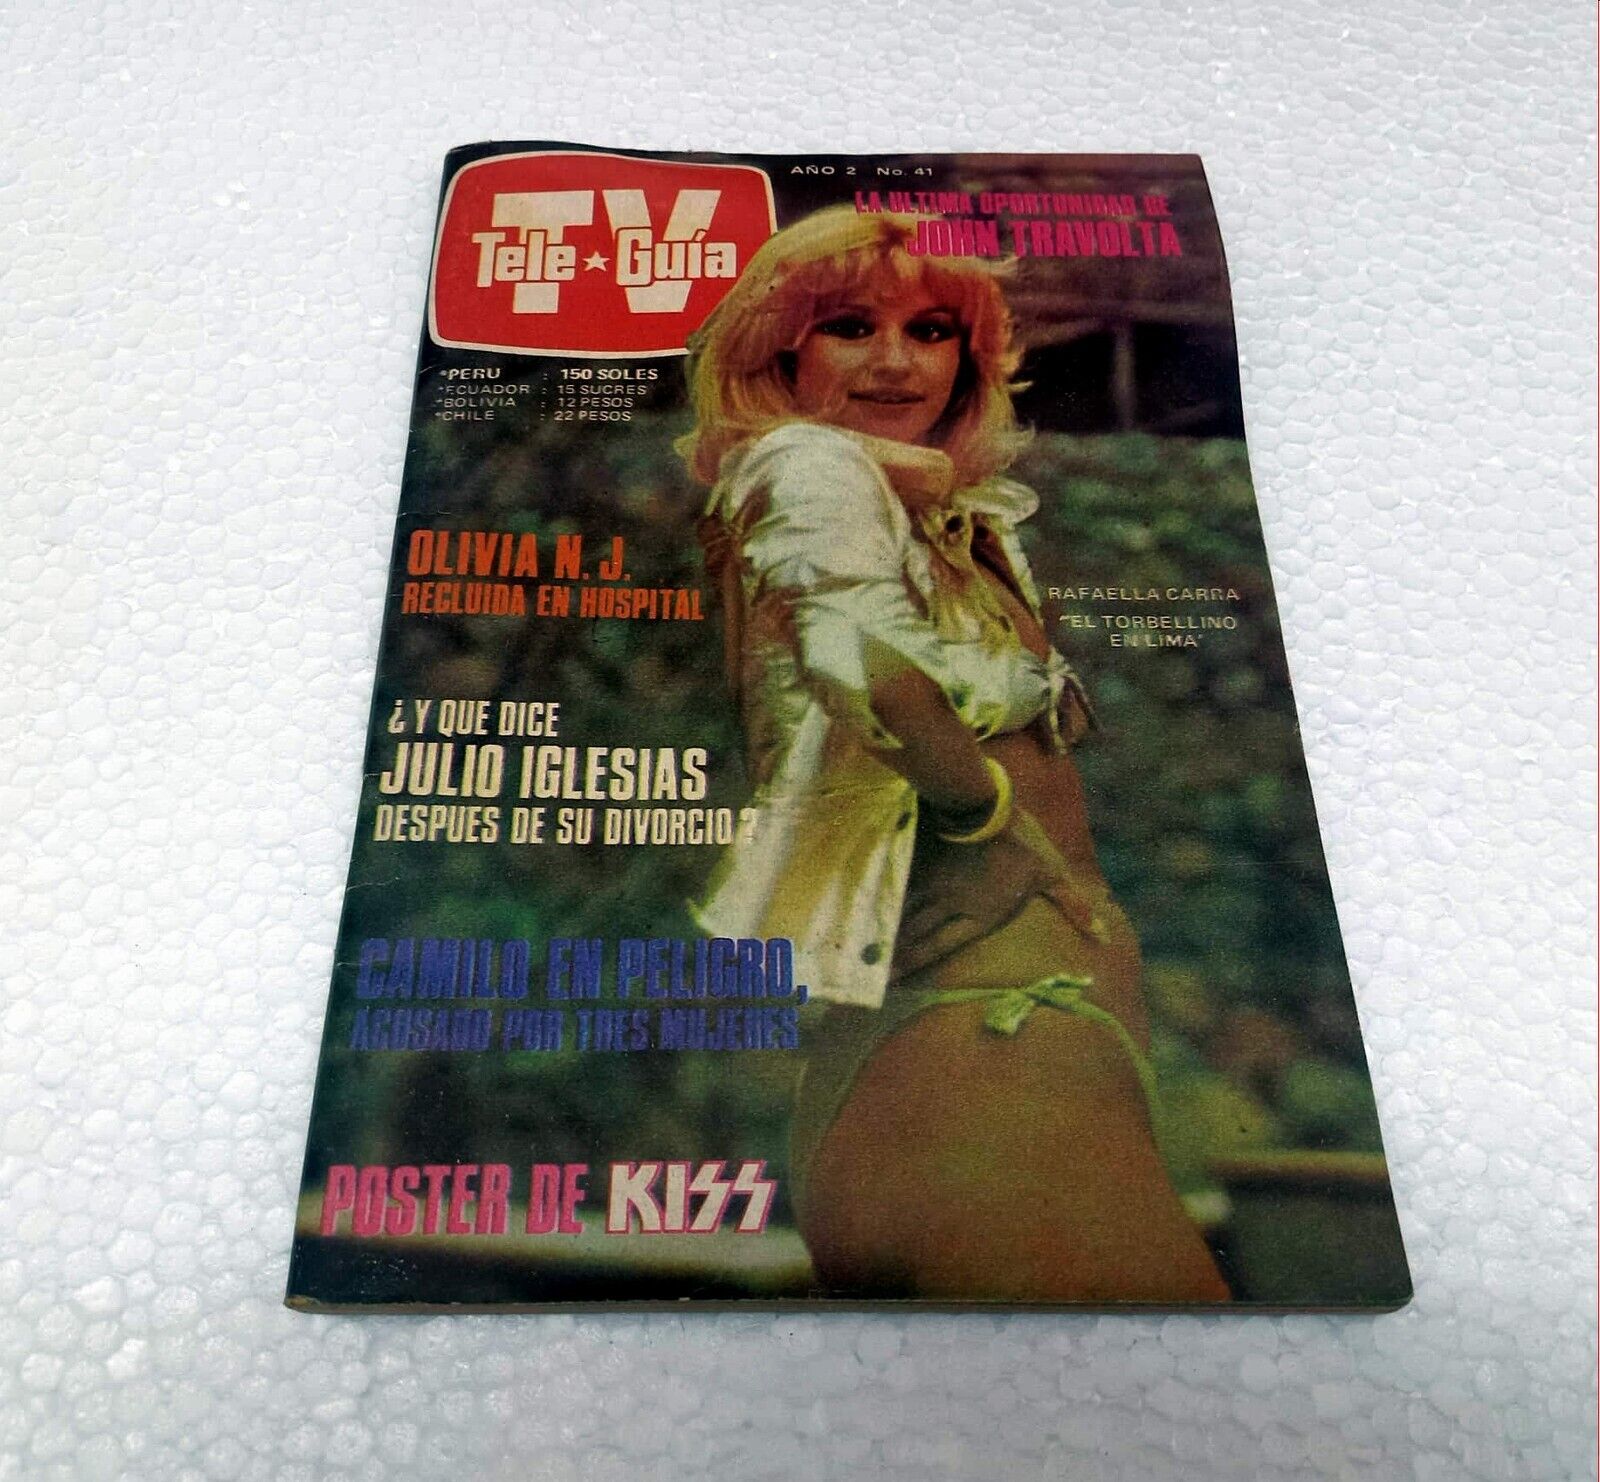 AÑO 2 No. 41
TV
Tele★Guía
LA ULTIMA OPORTUNIDAD DE
JOHN TRAVOLTA
*PERU : 150 SOLES
*ECUADOR : 15 SUCRES
*BOLIVIA : 12 PESOS
*CHILE : 22 PESOS
OLIVIA N. J.
RECLUIDA EN HOSPITAL
RAFAELLA CARRA
"EL TORBELLINO
EN LIMA"
¿Y QUE DICE
JULIO IGLESIAS
DESPUES DE SU DIVORCIO?
CAMILO EN PELIGRO,
ACUSADO POR TRES MUJERES
POSTER DE KISS